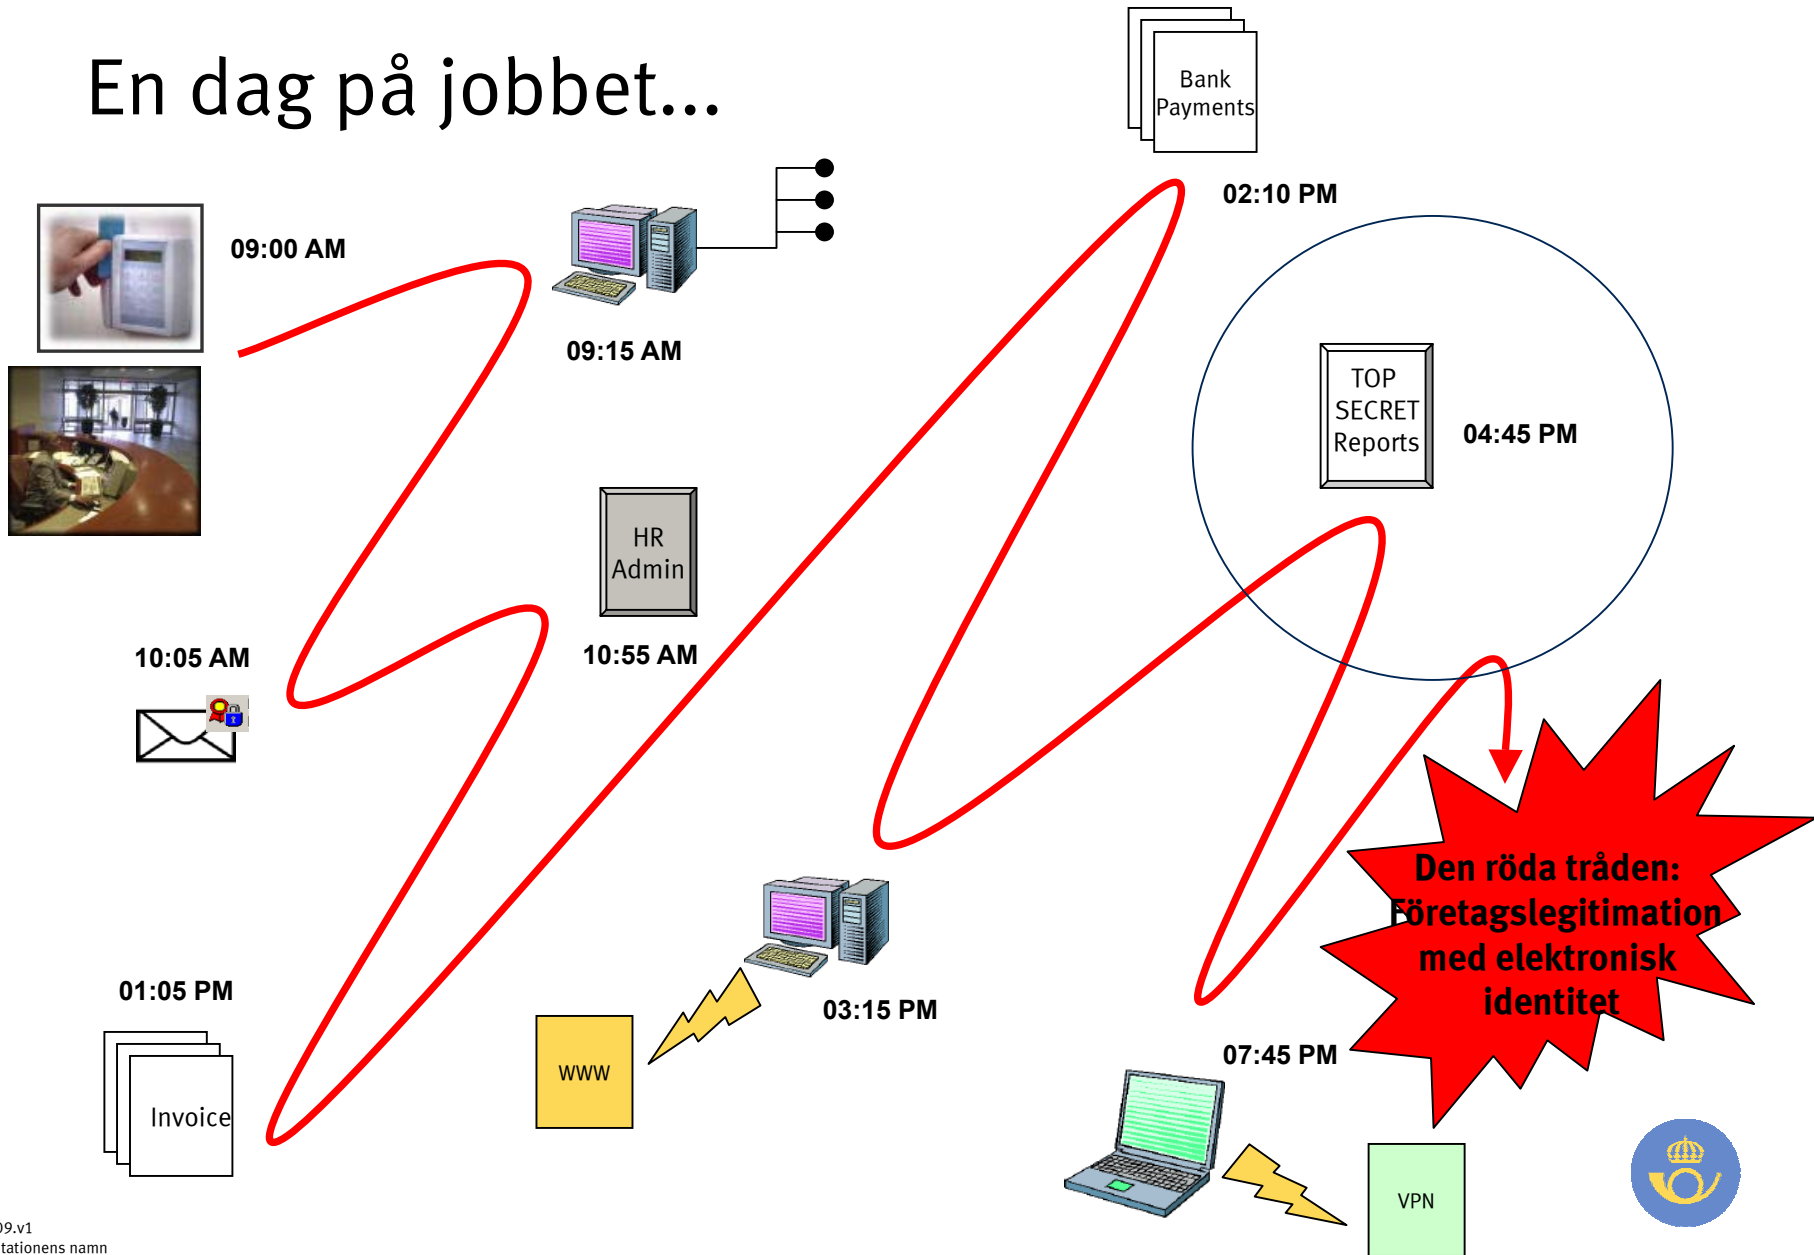 En dag på jobbet...
Bank
Payments
02:10 PM
09:00 AM
09:15 AM
TOP
SECRET
Reports
04:45 PM
HR
Admin
10:55 AM
10:05 AM
01:05 PM
Invoice
WWW
03:15 PM
07:45 PM
VPN
Den röda tråden:
Företagslegitimation
med elektronisk
identitet
09.v1
tationens namn